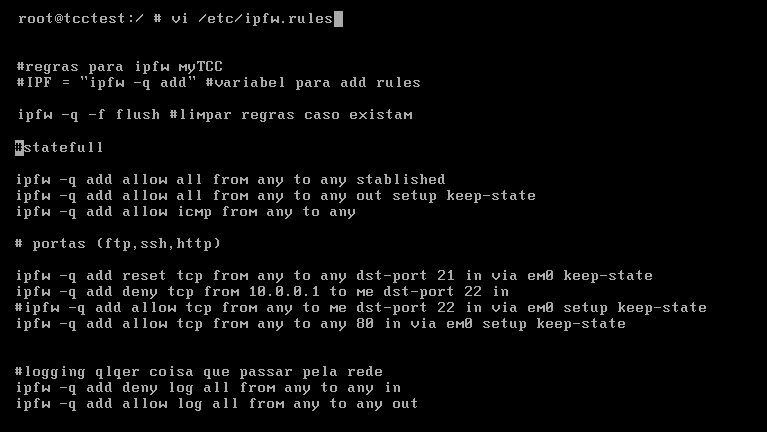 root@tcctest:/ # vi /etc/ipfw.rules
#regras para ipfw myTCC
#IPF = "ipfw -q add" #variabel para add rules
ipfw -q -f flush #limpar regras caso existam
#statefull
ipfw -q add allow all from any to any stablished
ipfw -q add allow all from any to any out setup keep-state
ipfw -q add allow icmp from any to any
# portas (ftp,ssh,http)
ipfw -q add reset tcp from any to any dst-port 21 in via em0 keep-state
ipfw -q add deny tcp from 10.0.0.1 to me dst-port 22 in
#ipfw -q add allow tcp any to me dst-port 22 in via em0 setup keep-state
ipfw -q add allow tcp any to any 80 in via em0 setup keep-state
#logging qlqer coisa que passar pela rede
ipfw -q add deny log all from any to any in
ipfw -q add allow log all from any to any out